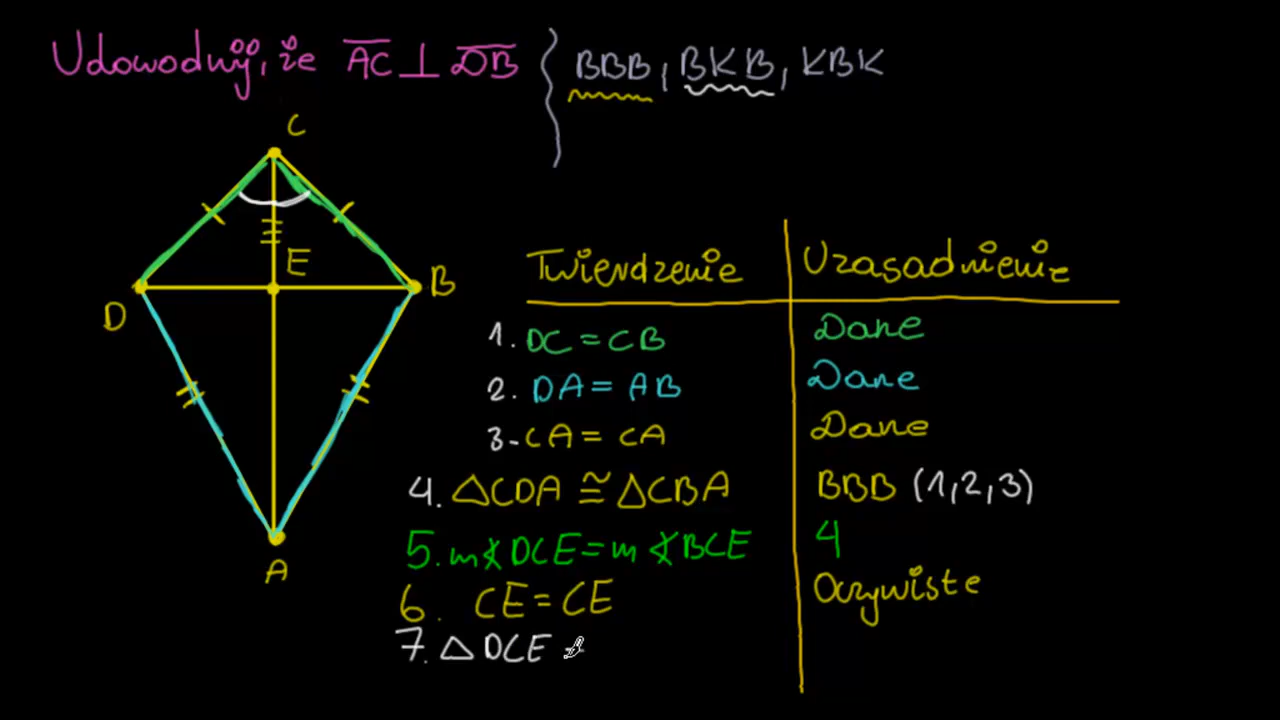 Udowodnij, że AC ⊥ DB } BBB, BKB, KBK
C
E
B
D
A
Twierdzenie Uzasadnienie
1. DC = CB Dane
2. DA = AB Dane
3. CA = CA Dane
4. △CDA ≅ △CBA BBB (1,2,3)
5. m∢DCE = m∢BCE 4
6. CE = CE Oczywiste
7. △DCE